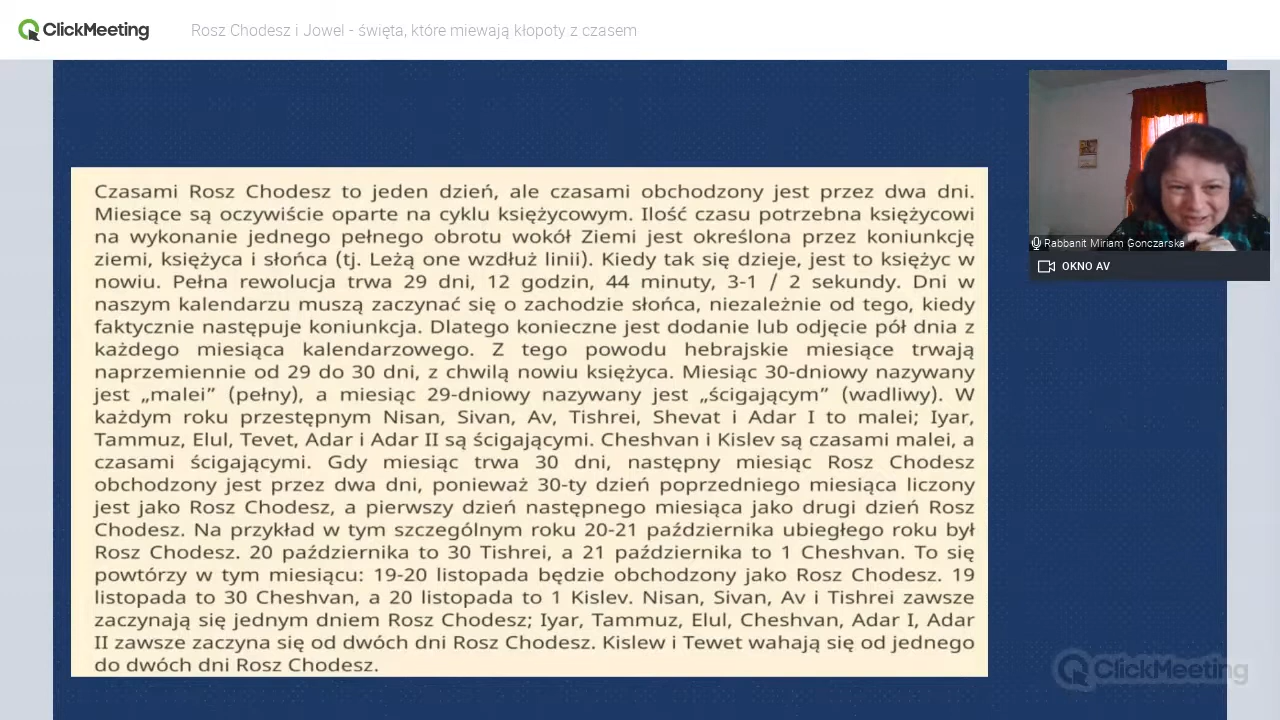 ClickMeeting
Rosz Chodesz i Jowel - święta, które miewają kłopoty z czasem
Czasami Rosz Chodesz to jeden dzień, ale czasami obchodzony jest przez dwa dni.
Miesiące są oczywiście oparte na cyklu księżycowym. Ilość czasu potrzebna księżycowi
na wykonanie jednego pełnego obrotu wokół Ziemi jest określona przez koniunkcję
ziemi, księżyca i słońca (tj. Leżą one wzdłuż linii). Kiedy tak się dzieje, jest to księżyc w
nowiu. Pełna rewolucja trwa 29 dni, 12 godzin, 44 minuty, 3-1 / 2 sekundy. Dni w
naszym kalendarzu muszą zaczynać się o zachodzie słońca, niezależnie od tego, kiedy
faktycznie następuje koniunkcja. Dlatego konieczne jest dodanie lub odjęcie pół dnia z
każdego miesiąca kalendarzowego. Z tego powodu hebrajskie miesiące trwają
naprzemiennie od 29 do 30 dni, z chwilą nowiu księżyca. Miesiąc 30-dniowy nazywany
jest „malei” (pełny), a miesiąc 29-dniowy nazywany jest „ścigającym” (wadliwy). W
każdym roku przestępnym Nisan, Sivan, Av, Tishrei, Shevat i Adar I to malei; Iyar,
Tammuz, Elul, Tevet, Adar i Adar II są ścigającymi. Cheshvan i Kislev są czasami malei, a
czasami ścigającymi. Gdy miesiąc trwa 30 dni, następny miesiąc Rosz Chodesz
obchodzony jest przez dwa dni, ponieważ 30-ty dzień poprzedniego miesiąca liczony
jest jako Rosz Chodesz, a pierwszy dzień następnego miesiąca jako drugi dzień Rosz
Chodesz. Na przykład w tym szczególnym roku 20-21 października ubiegłego roku był
Rosz Chodesz. 20 października to 30 Tishrei, a 21 października to 1 Cheshvan. To się
powtórzy w tym miesiącu: 19-20 listopada będzie obchodzony jako Rosz Chodesz. 19
listopada to 30 Cheshvan, a 20 listopada to 1 Kislev. Nisan, Sivan, Av i Tishrei zawsze
zaczynają się jednym dniem Rosz Chodesz; Iyar, Tammuz, Elul, Cheshvan, Adar I, Adar
II zawsze zaczyna się od dwóch dni Rosz Chodesz. Kislew i Tewet wahają się od jednego
do dwóch dni Rosz Chodesz.
Rabbanit Miriam Gonczarska
OKNO AV
ClickMeeting